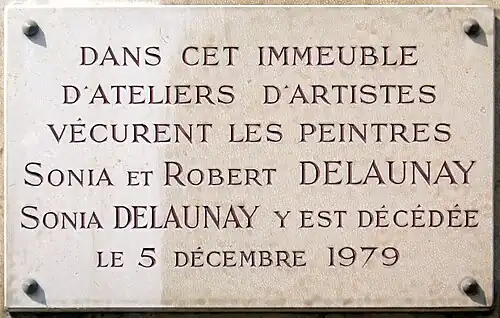 DANS CET IMMEUBLE
D'ATELIERS D'ARTISTES
VÉCURENT LES PEINTRES
SONIA ET ROBERT DELAUNAY
SONIA DELAUNAY Y EST DÉCÉDÉE
LE 5 DÉCEMBRE 1979